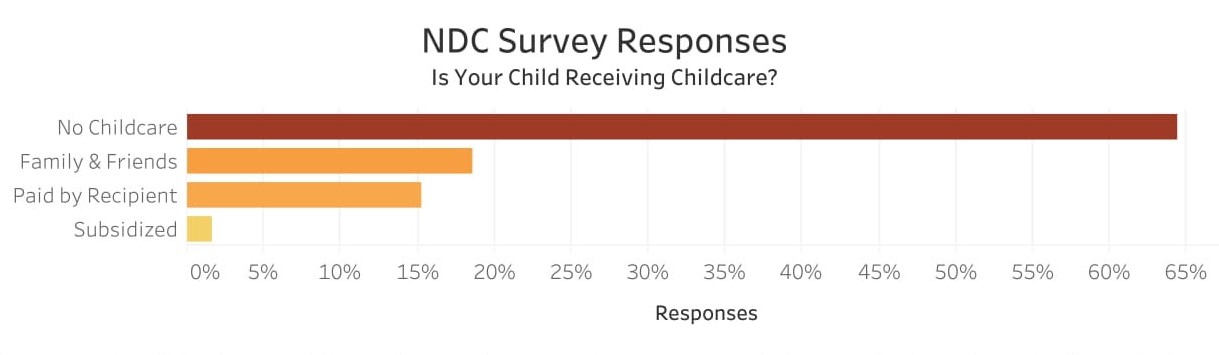 NDC Survey Responses
Is Your Child Receiving Childcare?
No Childcare
Family & Friends
Paid by Recipient
Subsidized
0% 5% 10% 15% 20% 25% 30% 35% 40% 45% 50% 55% 60% 65%
Responses